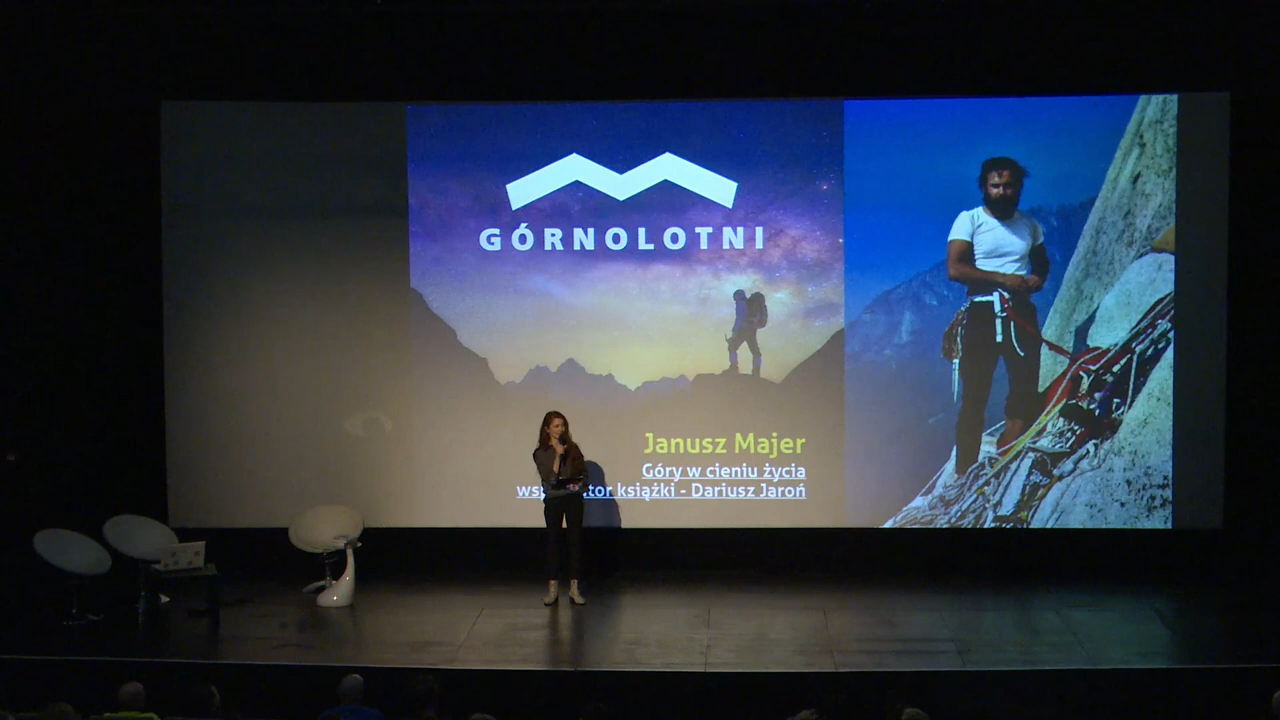 GÓRNOLOTNI
Janusz Majer
Góry w cieniu życia
książki - Dariusz Jaroń